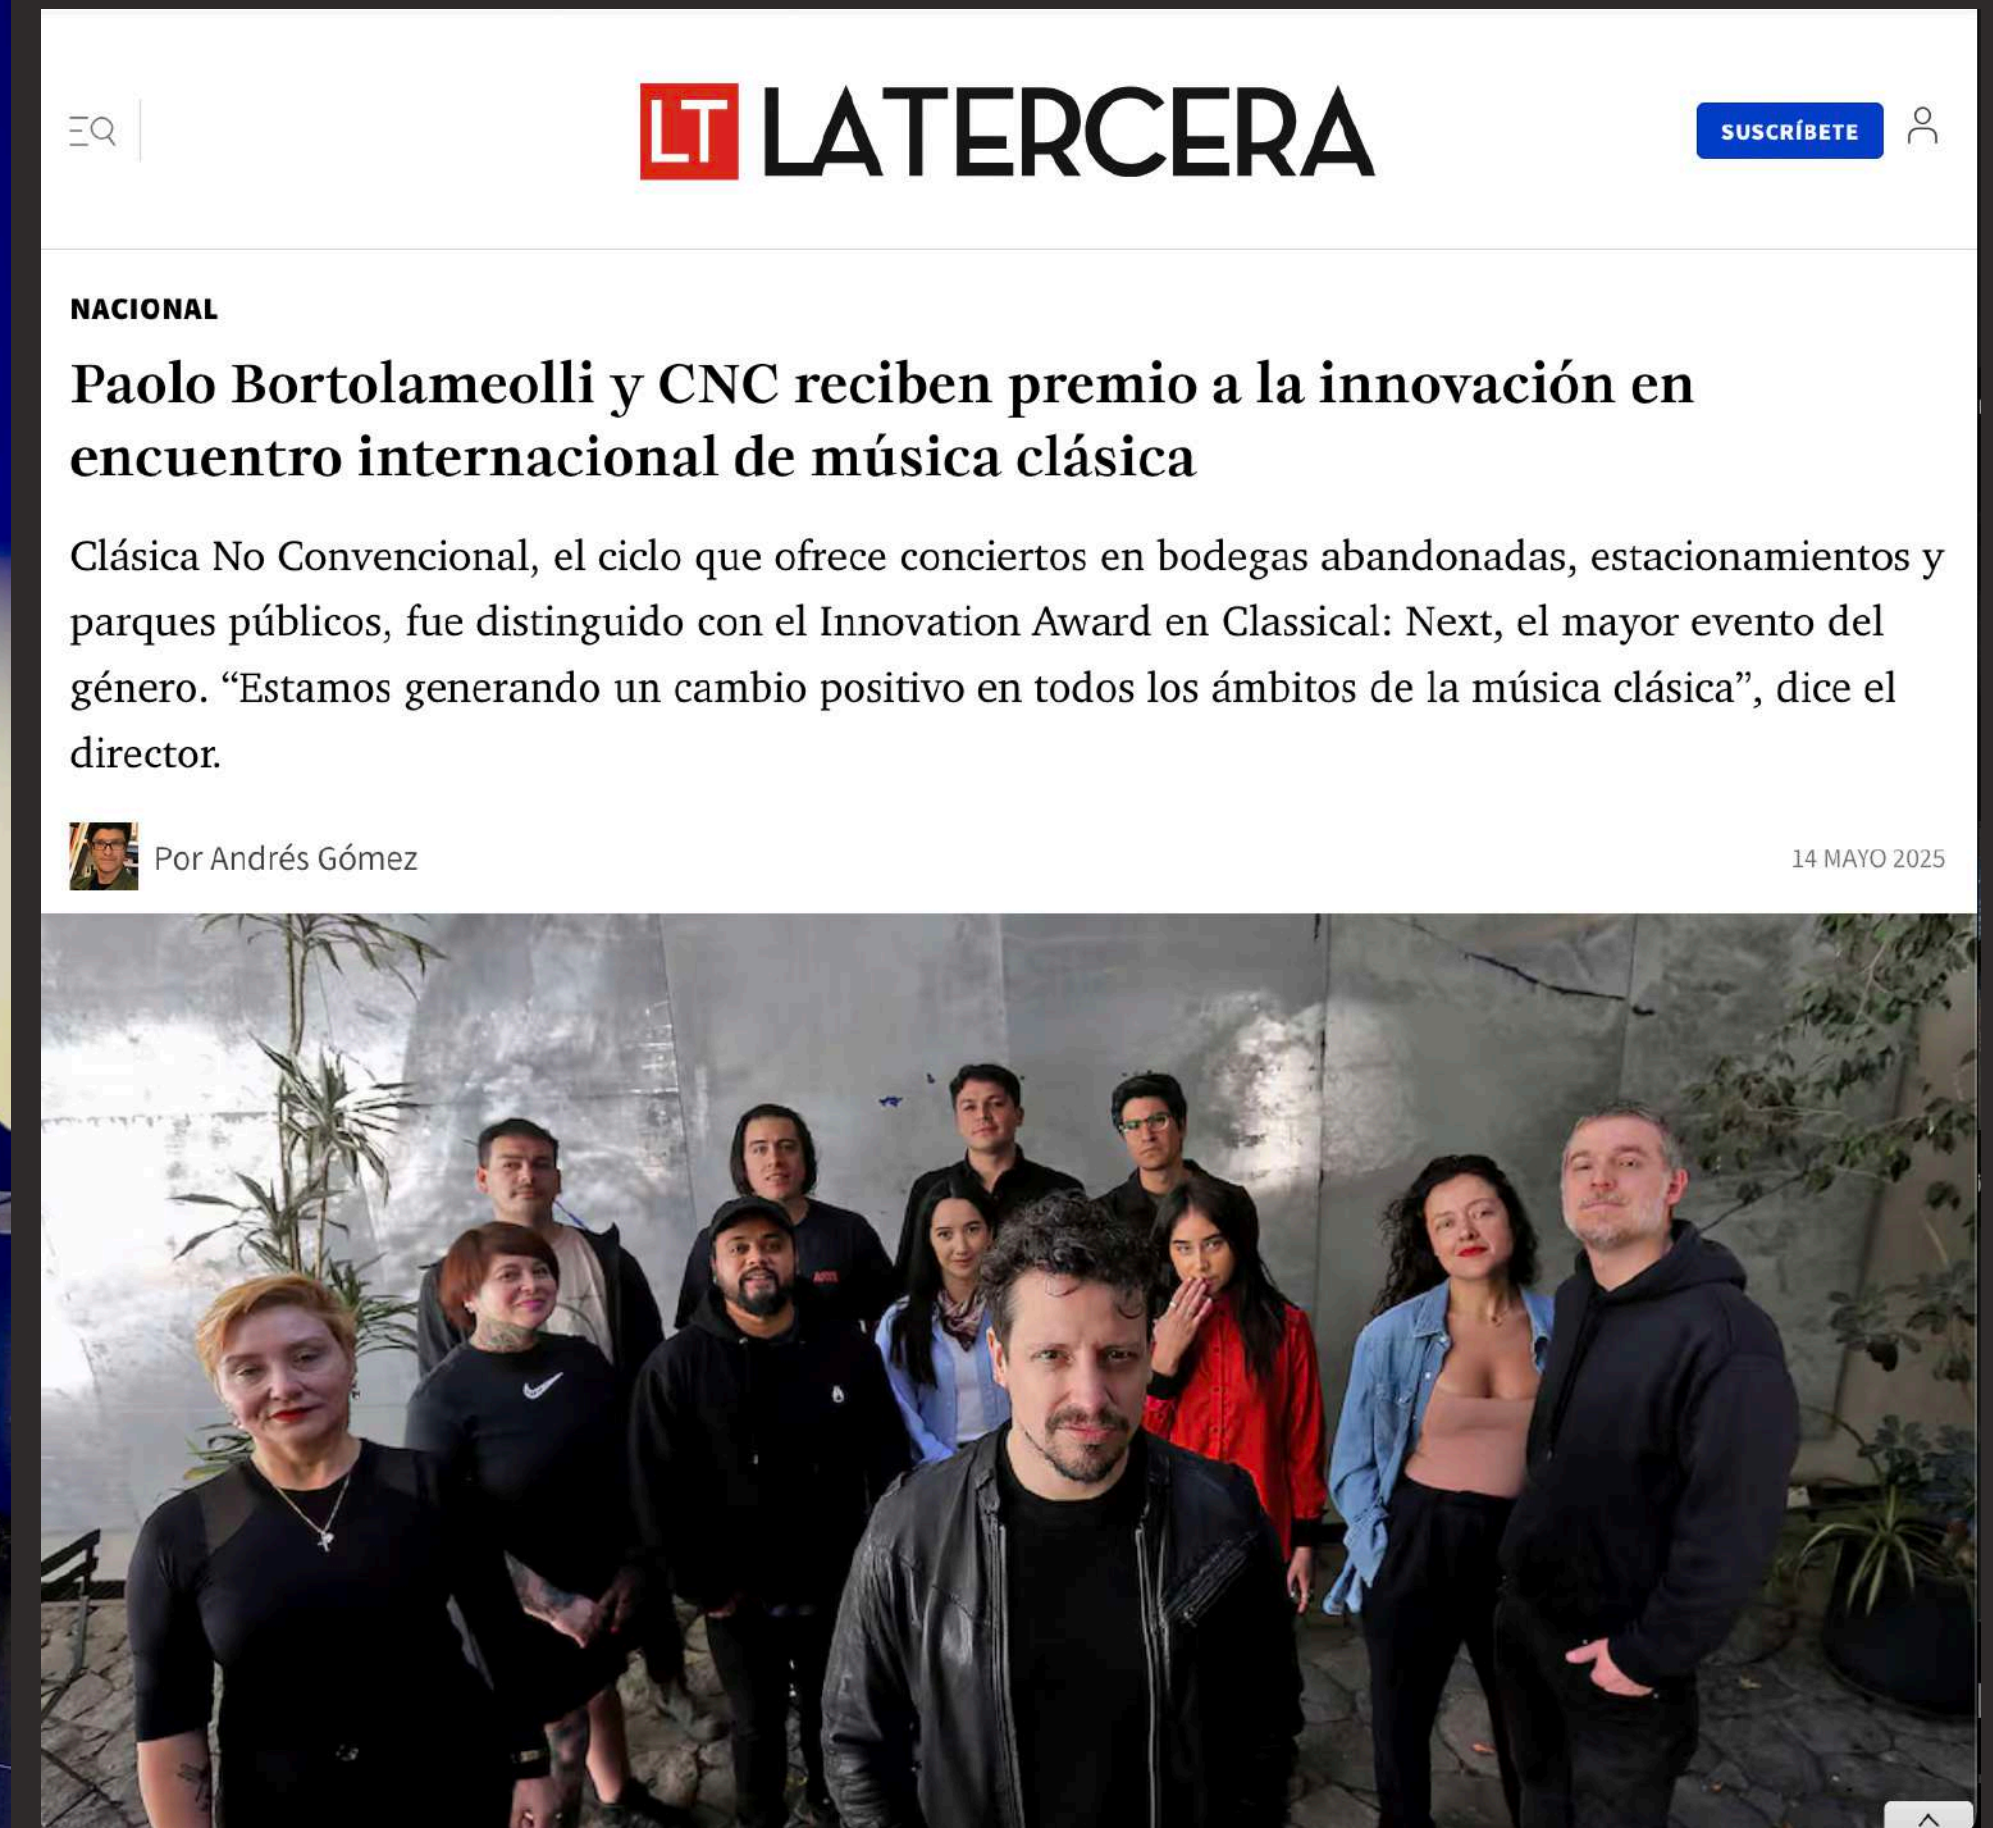 LT LATERCERA
SUSCRÍBETE
NACIONAL
Paolo Bortolameolli y CNC reciben premio a la innovación en
encuentro internacional de música clásica
Clásica No Convencional, el ciclo que ofrece conciertos en bodegas abandonadas, estacionamientos y
parques públicos, fue distinguido con el Innovation Award en Classical: Next, el mayor evento del
género. “Estamos generando un cambio positivo en todos los ámbitos de la música clásica”, dice el
director.
Por Andrés Gómez
14 MAYO 2025